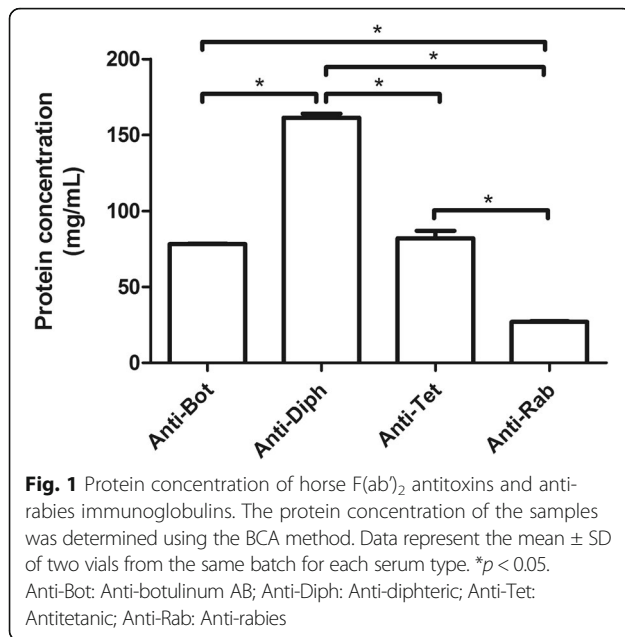 *
*
*
*
*
200
150
100
50
0
Protein concentration
(mg/mL)
Anti-Bot
Anti-Diph
Anti-Tet
Anti-Rab
Fig. 1 Protein concentration of horse F(ab′)₂ antitoxins and anti-
rabies immunoglobulins. The protein concentration of the samples
was determined using the BCA method. Data represent the mean ± SD
of two vials from the same batch for each serum type. *p < 0.05.
Anti-Bot: Anti-botulinum AB; Anti-Diph: Anti-diphteric; Anti-Tet:
Antitetanic; Anti-Rab: Anti-rabies